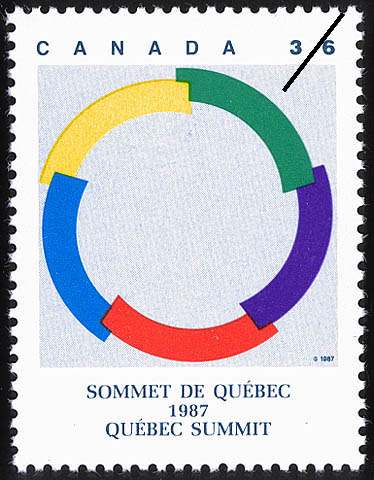 CANADA 36
© 1987
SOMMET DE QUÉBEC
1987
QUÉBEC SUMMIT